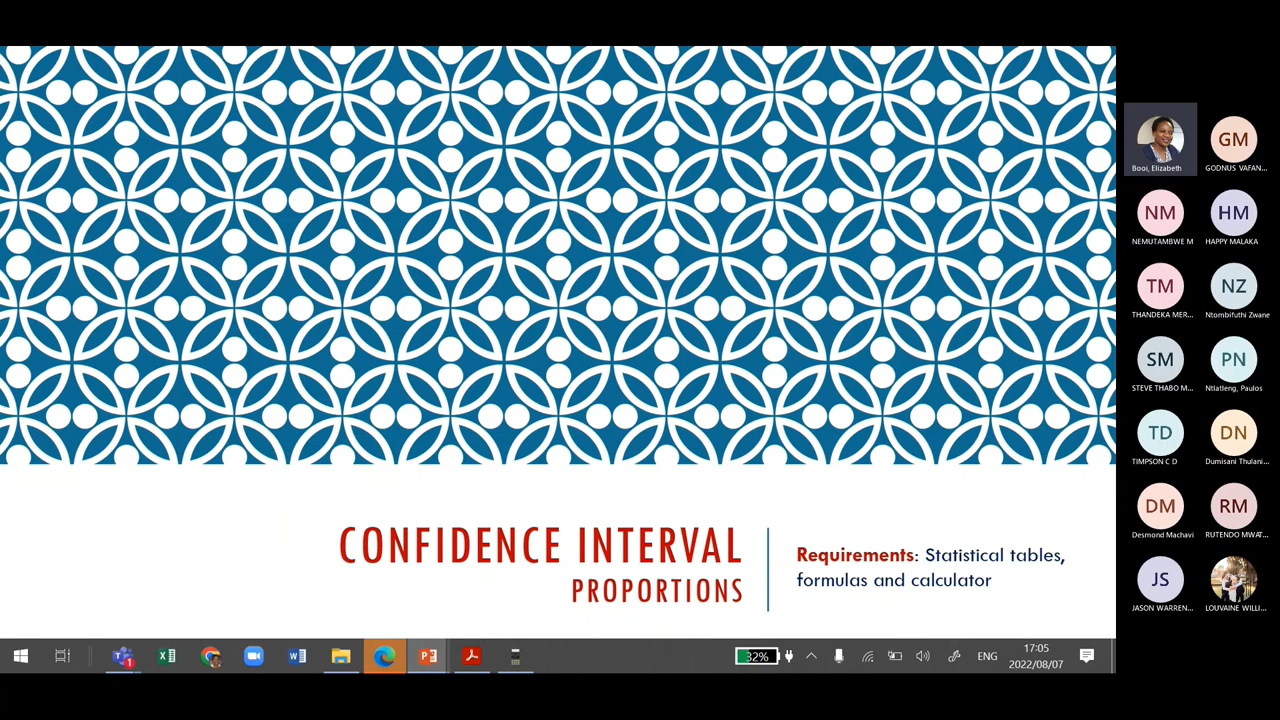 CONFIDENCE INTERVAL
PROPORTIONS
Requirements: Statistical tables,
formulas and calculator
Booi, Elizabeth
GM
GODNUS VAFAN...
NM
NEMUTAMBWE M
HM
HAPPY MALAKA
TM
THANDEKA MER...
NZ
Ntombifuthi Zwane
SM
STEVE THABO M...
PN
Ntlatleng, Paulos
TD
TIMPSON C D
DN
Dumisani Thulani...
DM
Desmond Machavi
RM
RUTENDO MWAT...
JS
JASON WARREN...
LOUVAINE WILLI...
1
32%
ENG
17:05
2022/08/07